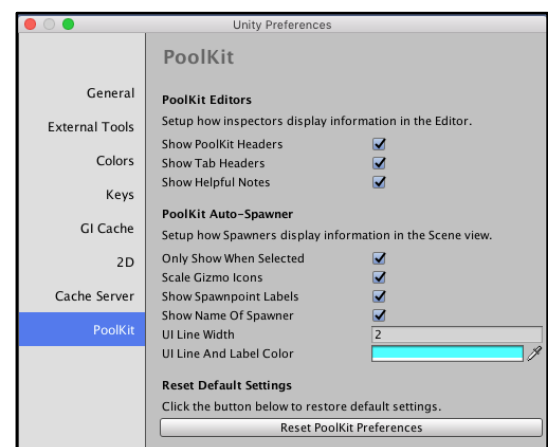 Unity Preferences
General
External Tools
Colors
Keys
GI Cache
2D
Cache Server
PoolKit
PoolKit
PoolKit Editors
Setup how inspectors display information in the Editor.
Show PoolKit Headers
Show Tab Headers
Show Helpful Notes
PoolKit Auto-Spawner
Setup how Spawners display information in the Scene view.
Only Show When Selected
Scale Gizmo Icons
Show Spawnpoint Labels
Show Name Of Spawner
UI Line Width 2
UI Line And Label Color
Reset Default Settings
Click the button below to restore default settings.
Reset PoolKit Preferences